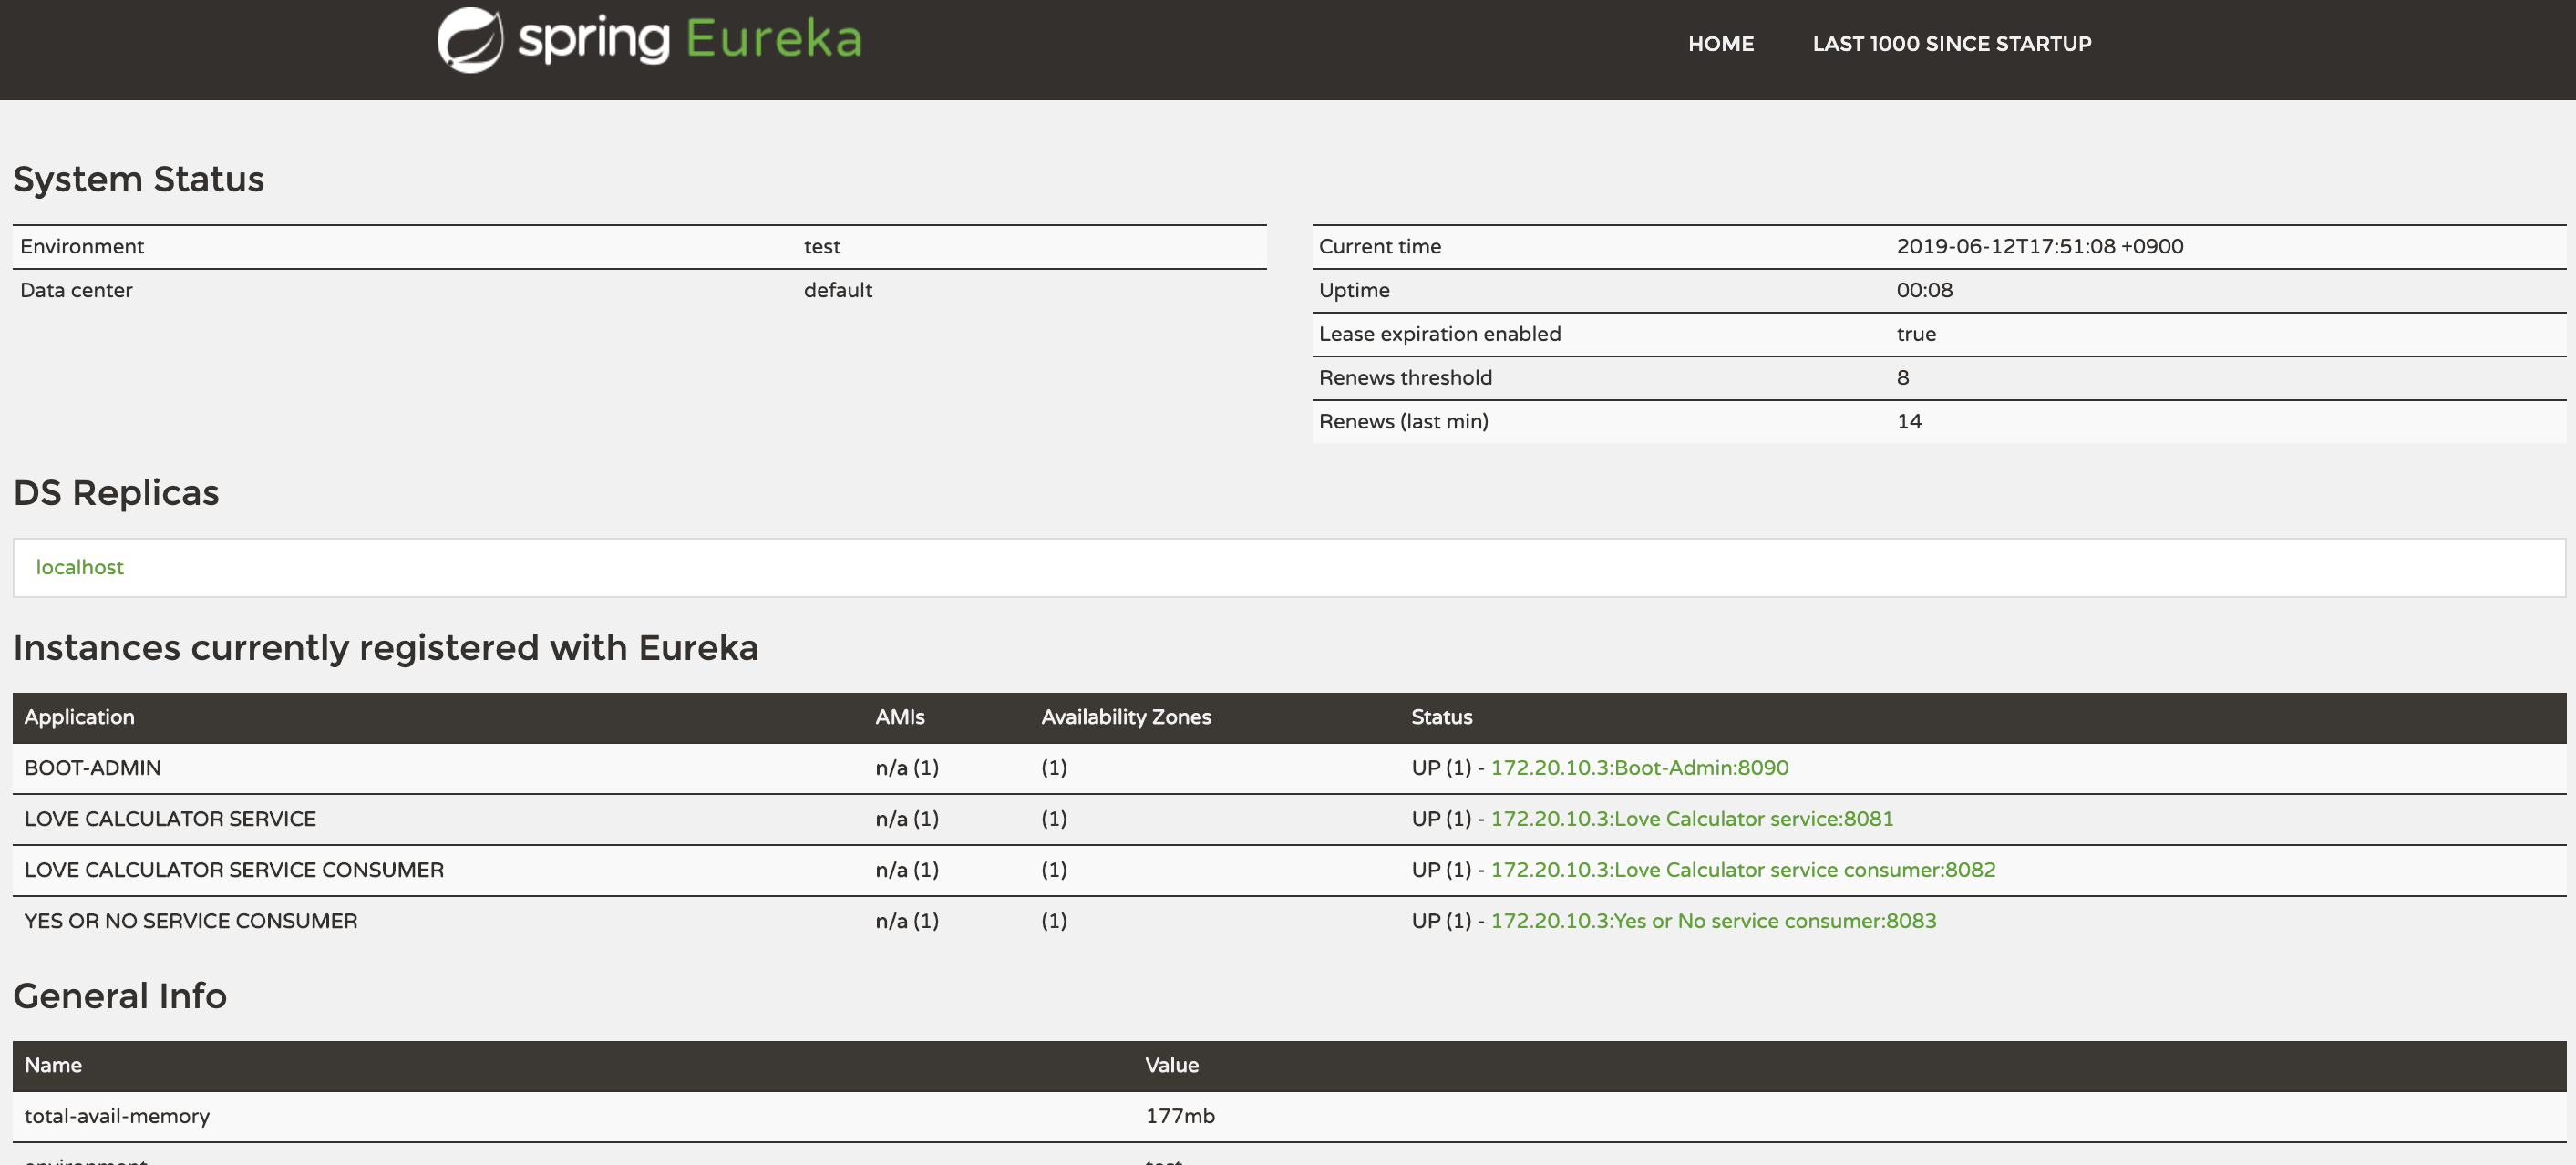 spring Eureka
HOME LAST 1000 SINCE STARTUP
System Status
Environment test
Data center default
Current time 2019-06-12T17:51:08 +0900
Uptime 00:08
Lease expiration enabled true
Renews threshold 8
Renews (last min) 14
DS Replicas
localhost
Instances currently registered with Eureka
Application AMIs Availability Zones Status
BOOT-ADMIN n/a (1) (1) UP (1) - 172.20.10.3:Boot-Admin:8090
LOVE CALCULATOR SERVICE n/a (1) (1) UP (1) - 172.20.10.3:Love Calculator service:8081
LOVE CALCULATOR SERVICE CONSUMER n/a (1) (1) UP (1) - 172.20.10.3:Love Calculator service consumer:8082
YES OR NO SERVICE CONSUMER n/a (1) (1) UP (1) - 172.20.10.3:Yes or No service consumer:8083
General Info
Name Value
total-avail-memory 177mb